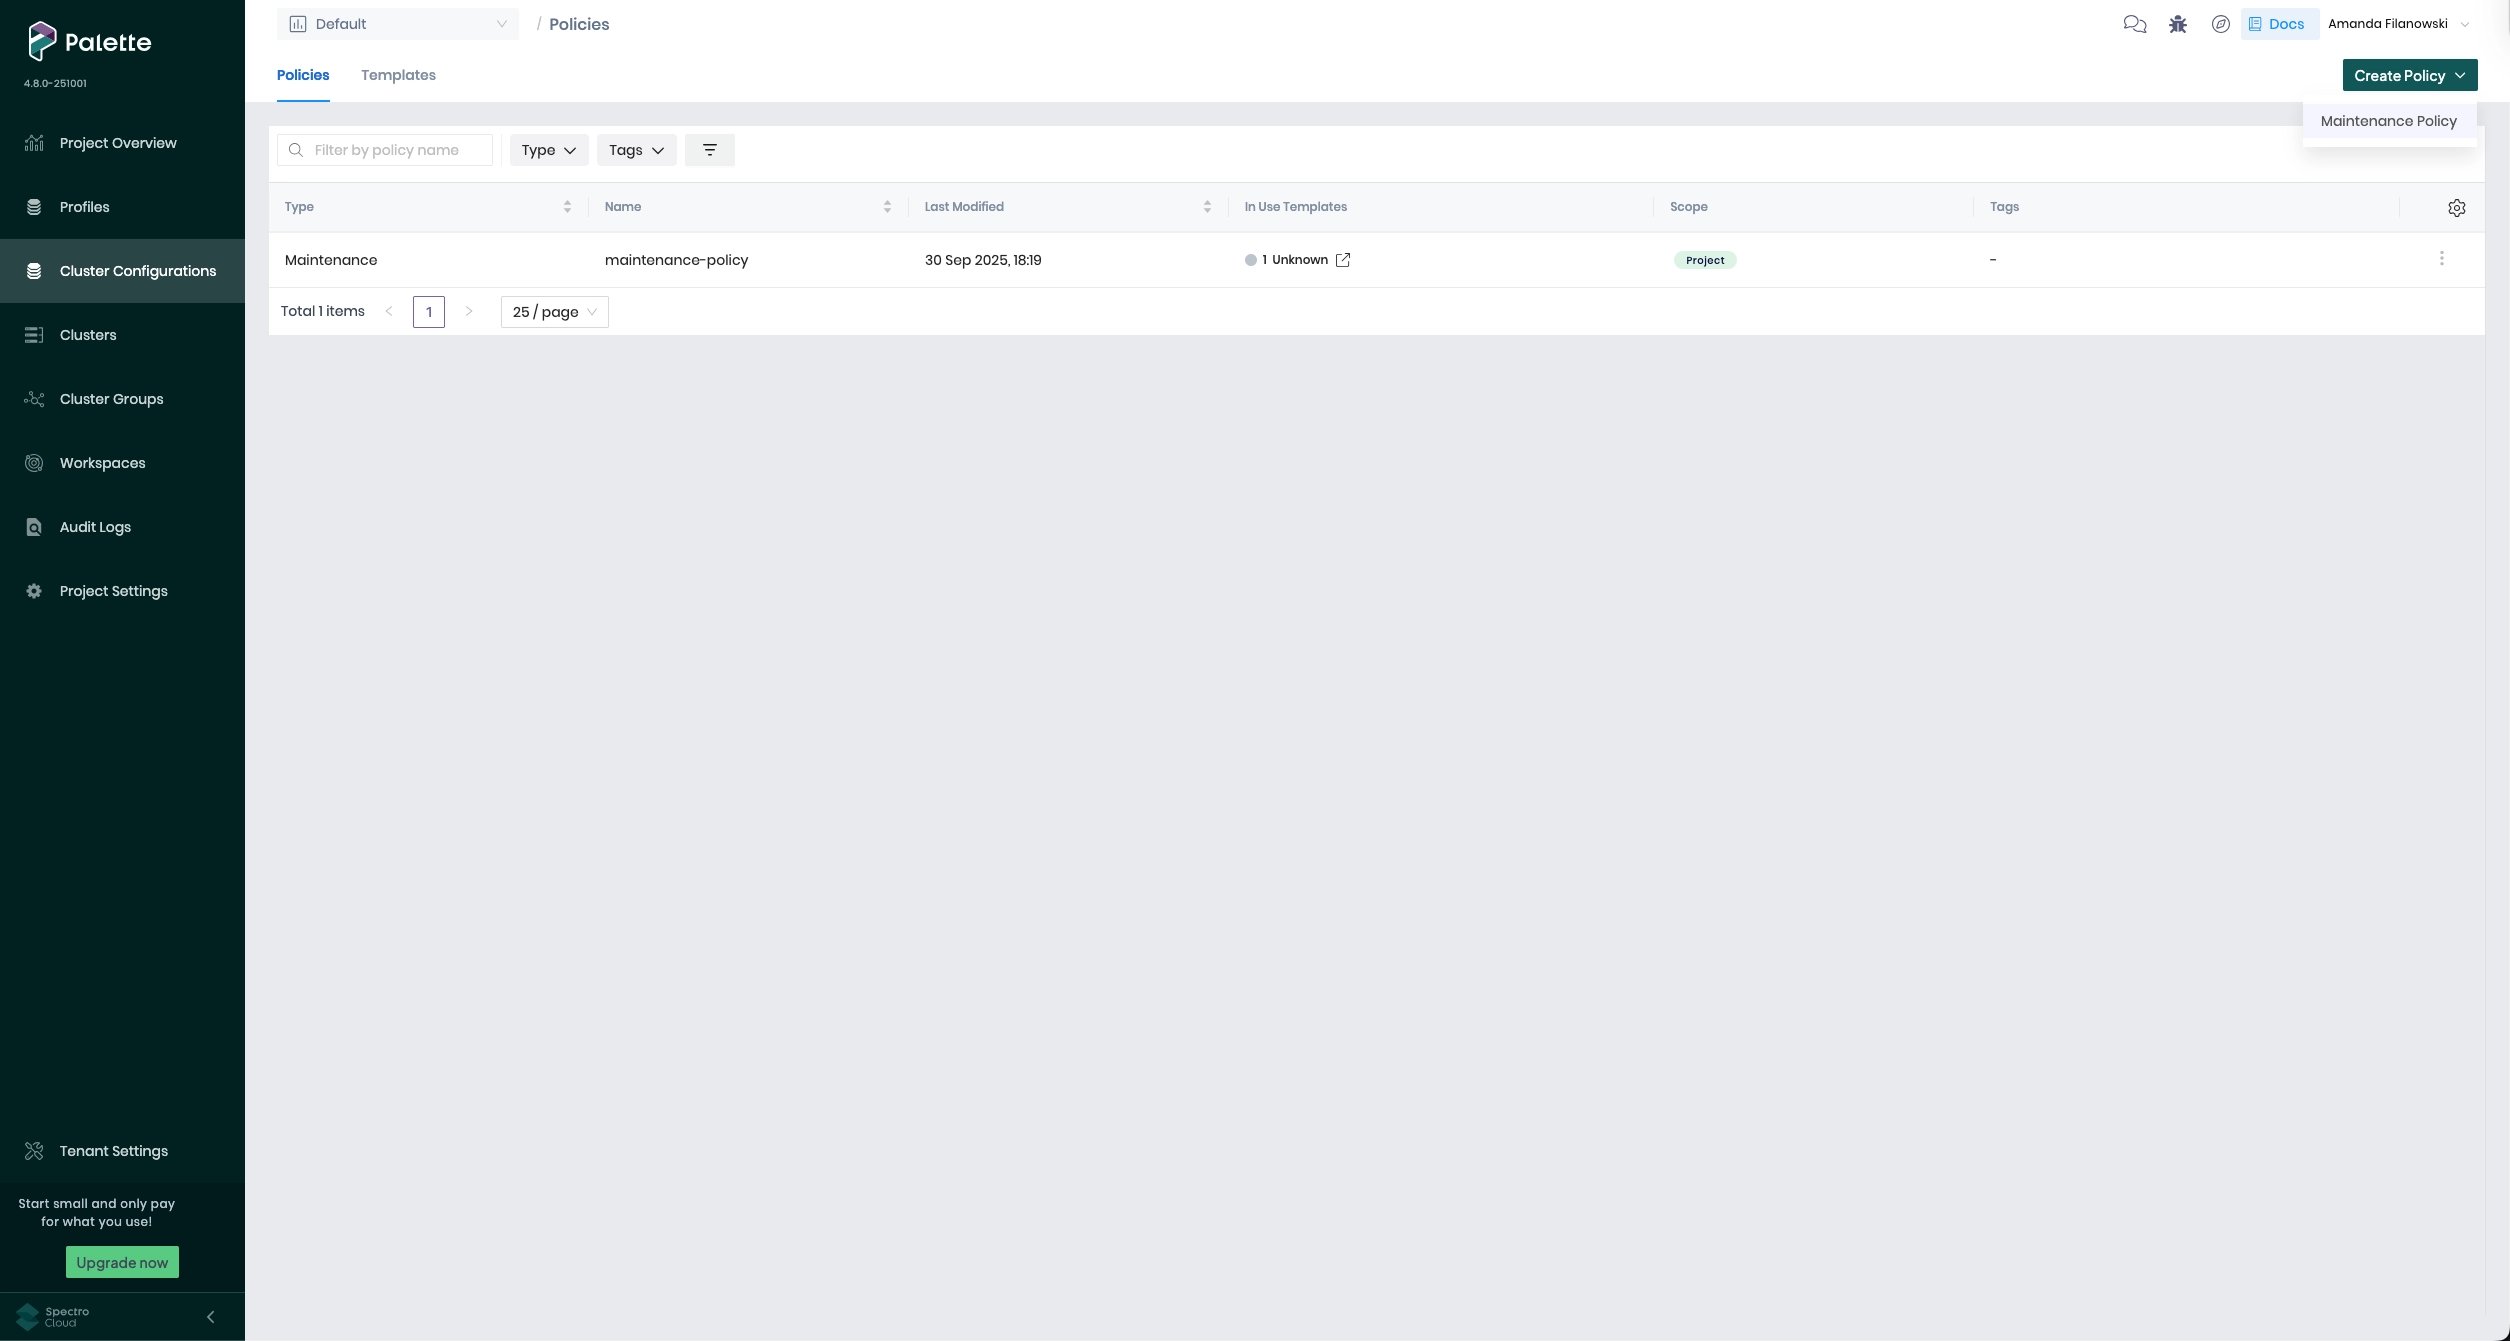 Palette
4.8.0-251001
Project Overview
Profiles
Cluster Configurations
Clusters
Cluster Groups
Workspaces
Audit Logs
Project Settings
Tenant Settings
Start small and only pay
for what you use!
Upgrade now
Spectro
Cloud
Default / Policies
Docs Amanda Filanowski
Policies Templates
Create Policy
Maintenance Policy
Filter by policy name Type Tags
Type Name Last Modified In Use Templates Scope Tags
Maintenance maintenance-policy 30 Sep 2025, 18:19 1 Unknown Project -
Total 1 items 1 25 / page